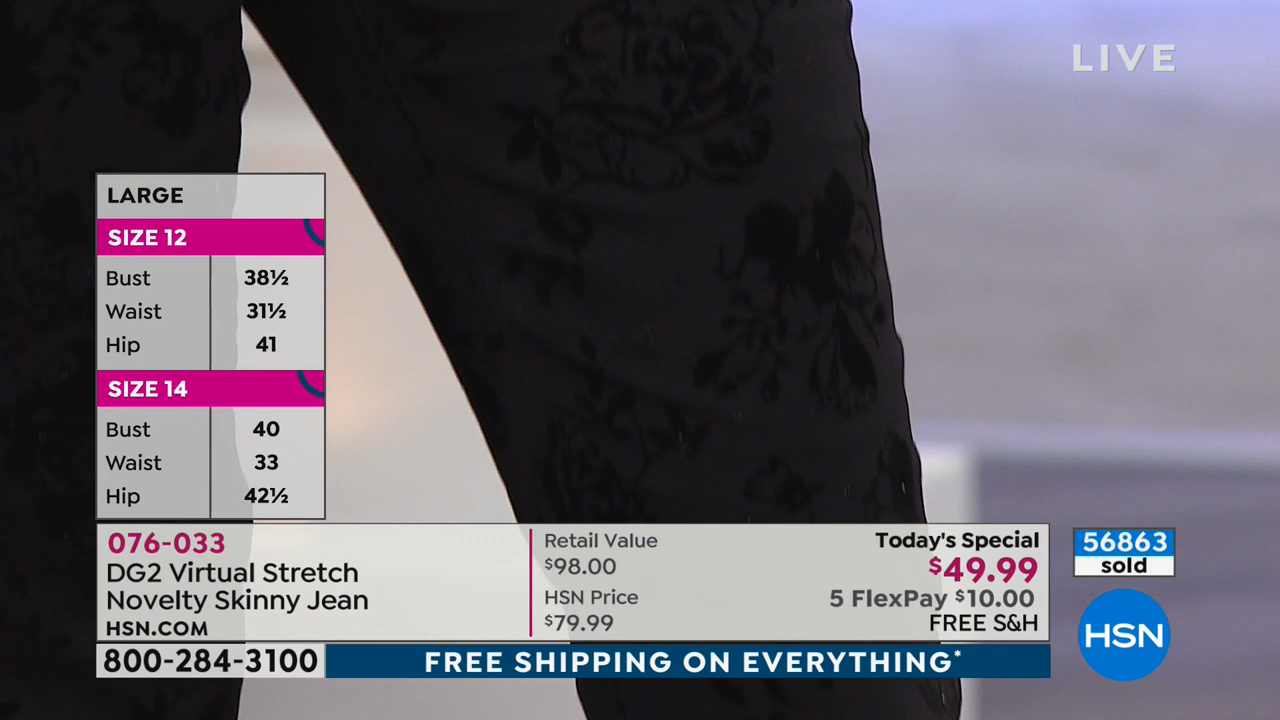 LIVE
LARGE
SIZE 12
Bust 38½
Waist 31½
Hip 41
SIZE 14
Bust 40
Waist 33
Hip 42½
076-033
DG2 Virtual Stretch
Novelty Skinny Jean
HSN.COM
Retail Value
$98.00
HSN Price
$79.99
Today's Special
$49.99
5 FlexPay $10.00
FREE S&H
56863
sold
HSN
800-284-3100
FREE SHIPPING ON EVERYTHING*